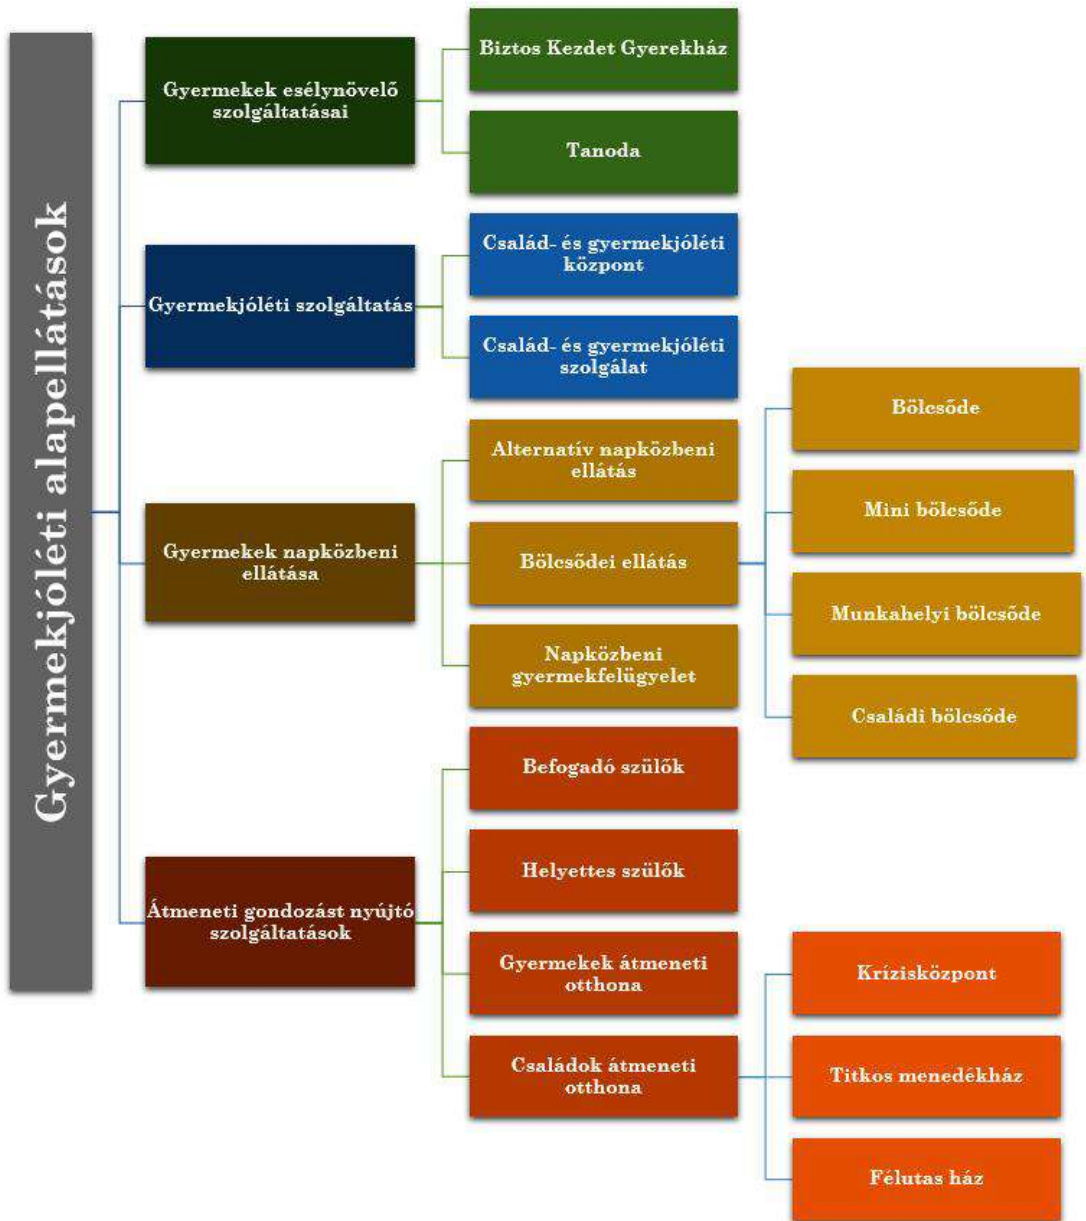 Gyermekjóléti alapellátások
Gyermekek esélynövelő
szolgáltatásai
Biztos Kezdet Gyerekház
Tanoda
Gyermekjóléti szolgáltatás
Család- és gyermekjóléti
központ
Család- és gyermekjóléti
szolgálat
Gyermekek napközbeni
ellátása
Alternatív napközbeni
ellátás
Bölcsődei ellátás
Bölcsőde
Mini bölcsőde
Munkahelyi bölcsőde
Családi bölcsőde
Napközbeni
gyermekfelügyelet
Átmeneti gondozást nyújtó
szolgáltatások
Befogadó szülők
Helyettes szülők
Gyermekek átmeneti
otthona
Családok átmeneti
otthona
Krízisközpont
Titkos menedékház
Félutas ház